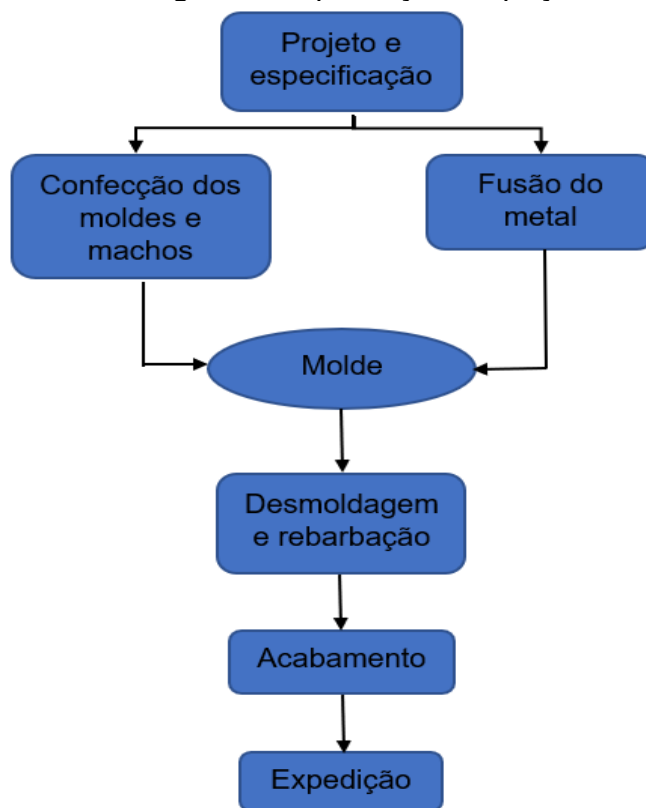 Projeto e
especificação
Confecção dos
moldes e
machos
Fusão do
metal
Molde
Desmoldagem
e rebarbação
Acabamento
Expedição